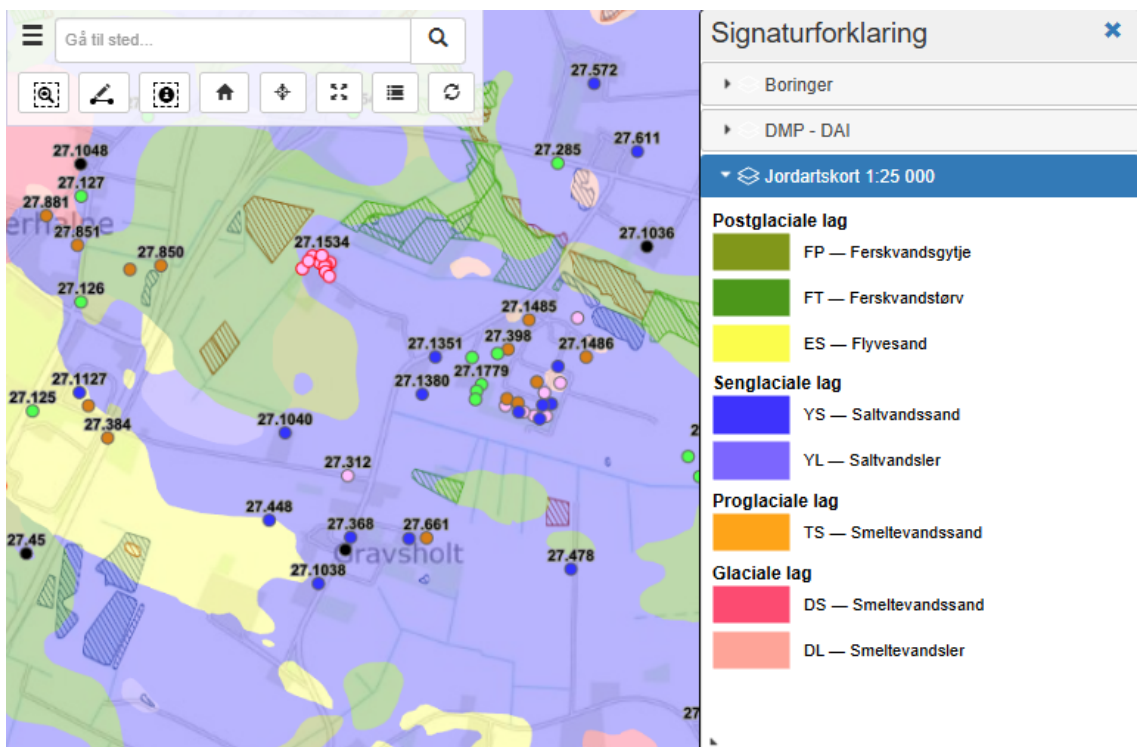 Gå til sted...
Signaturforklaring
Boringer
DMP - DAI
Jordartskort 1:25 000
Postglaciale lag
FP — Ferskvandsgytje
FT — Ferskvandstørv
ES — Flyvesand
Senglaciale lag
YS — Saltvandssand
YL — Saltvandsler
Proglaciale lag
TS — Smeltevandssand
Glaciale lag
DS — Smeltevandssand
DL — Smeltevandsler
27.572
27.611
27.285
27.1048
27.127
27.881
27.851
27.850
27.1534
27.1036
27.126
27.1485
27.398
27.1486
27.1351
27.1779
27.1380
27.1127
27.125
27.384
27.1040
27.312
27.448
27.368
27.661
27.45
Gravsholt
27.478
27.1038
27